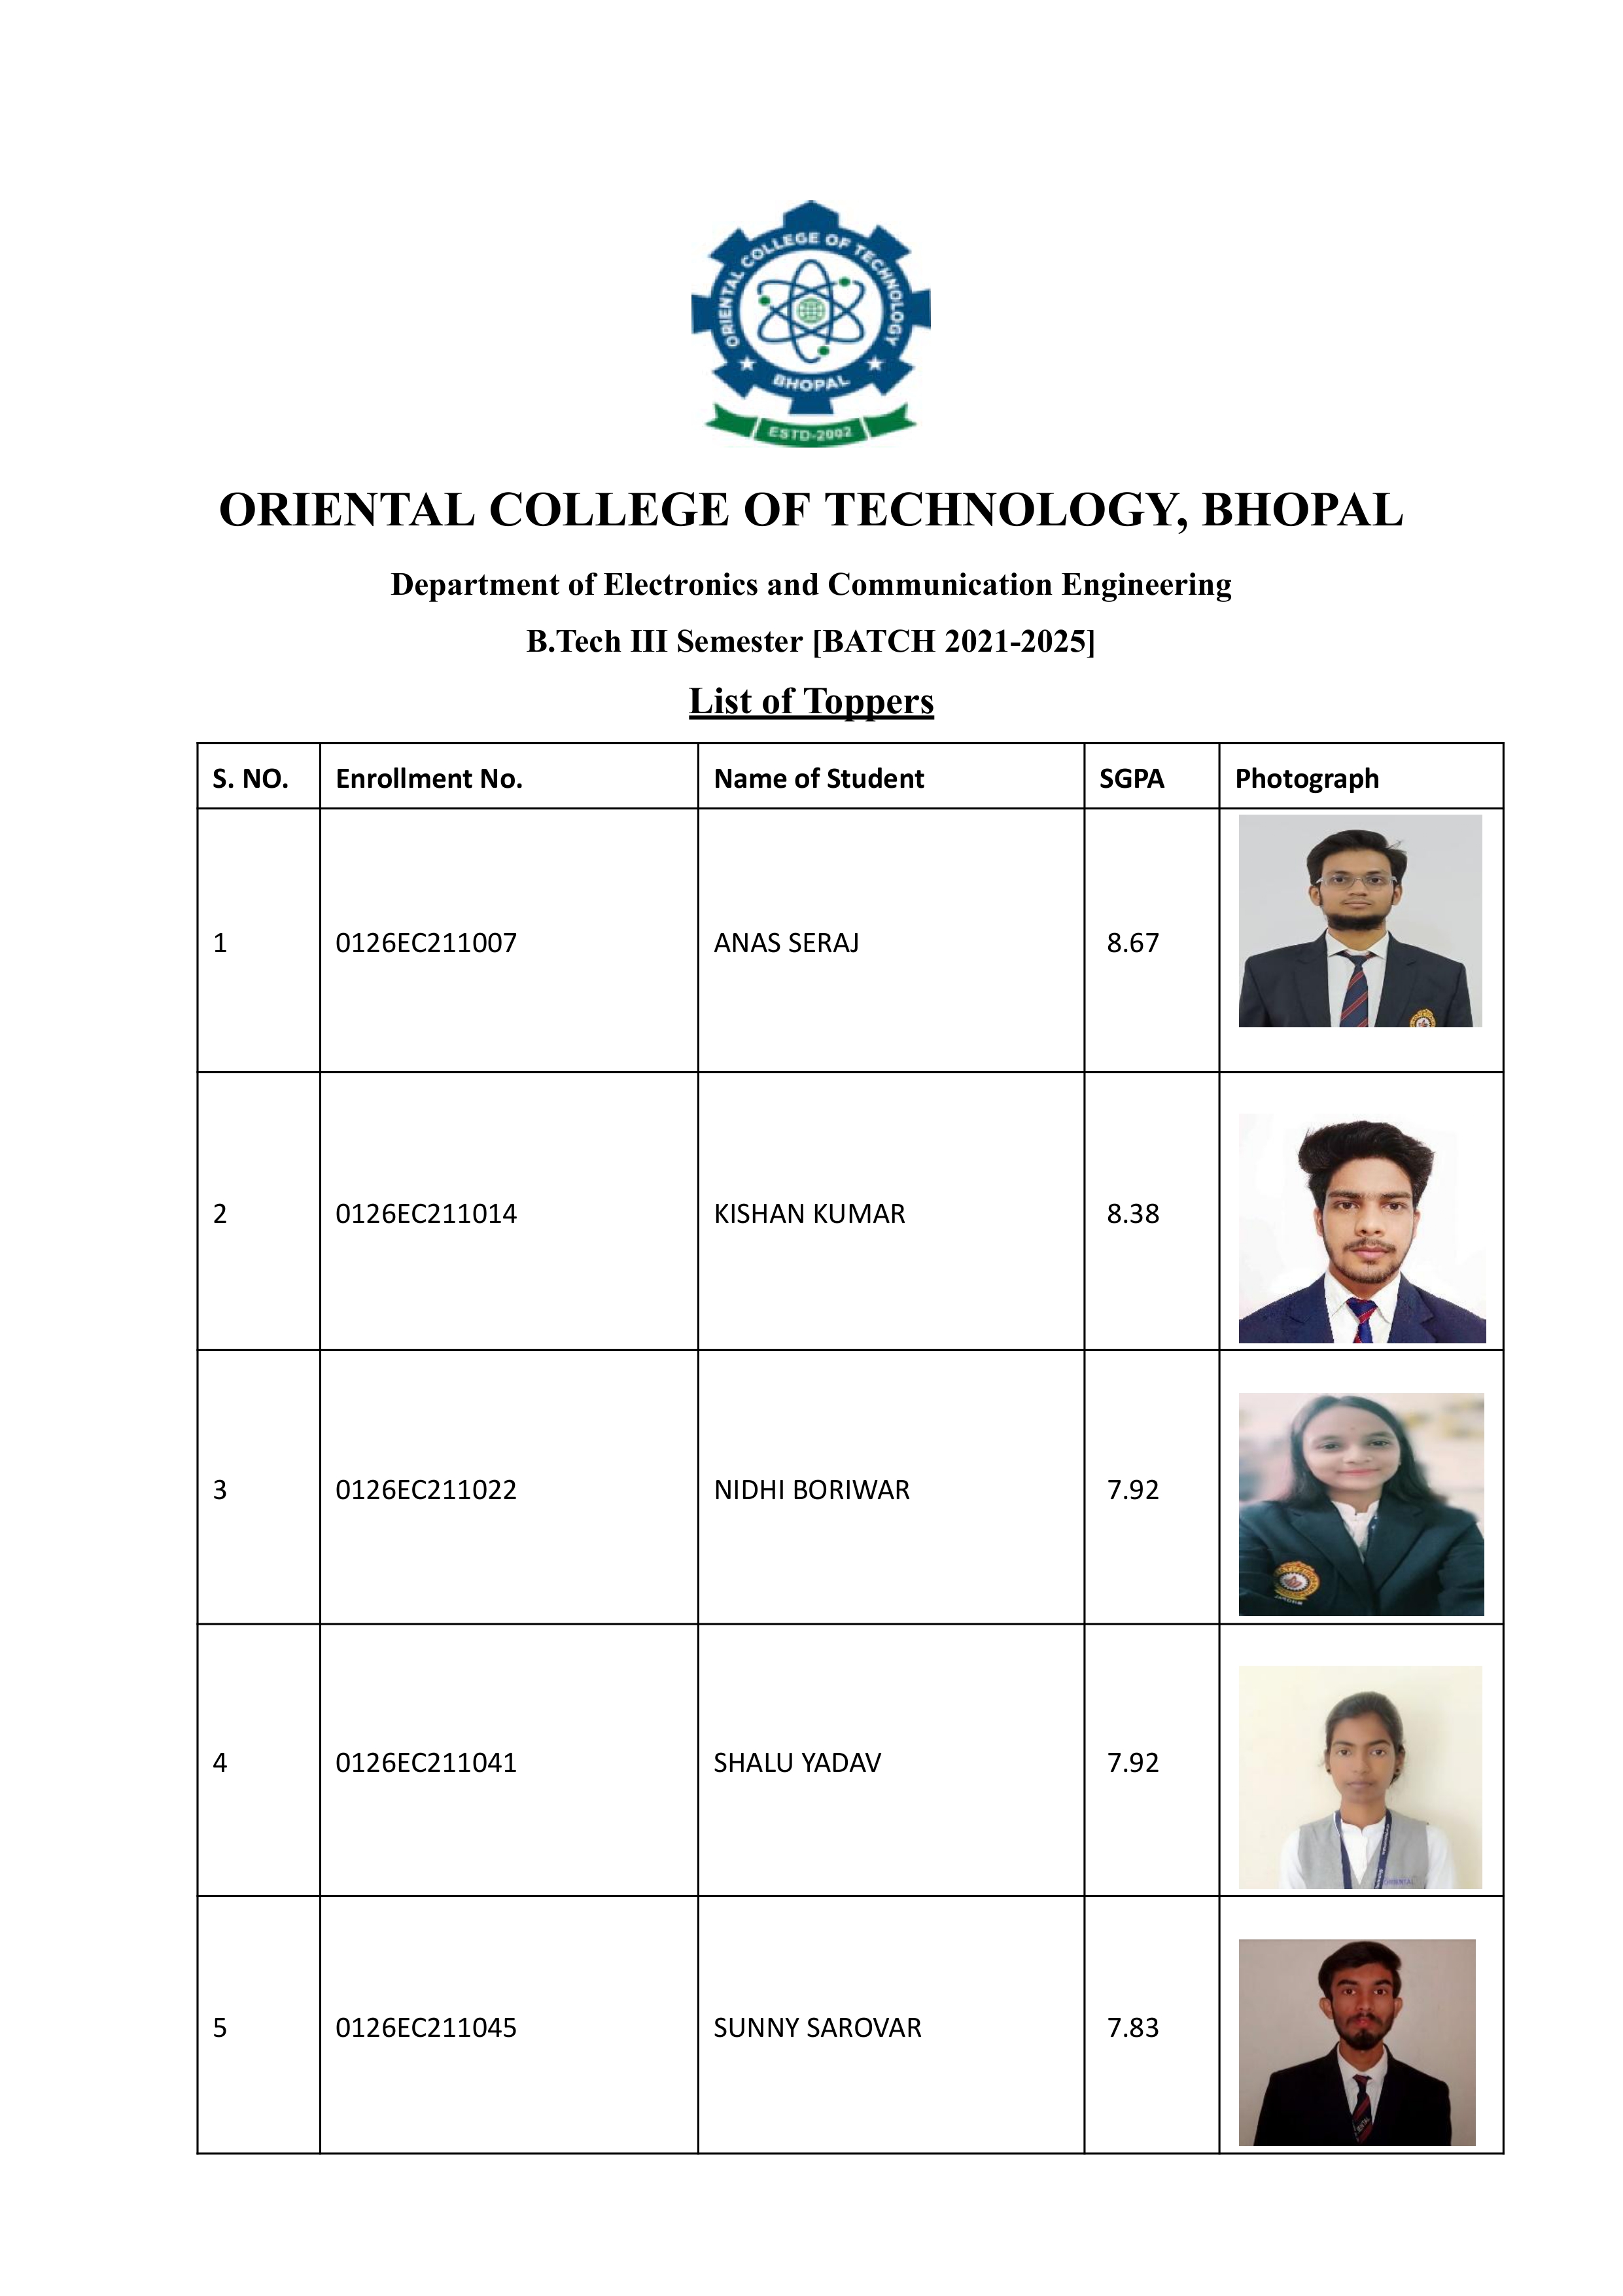 ORIENTAL COLLEGE OF TECHNOLOGY
BHOPAL
ESTD-2002
ORIENTAL COLLEGE OF TECHNOLOGY, BHOPAL
Department of Electronics and Communication Engineering
B.Tech III Semester [BATCH 2021-2025]
List of Toppers
S. NO. Enrollment No. Name of Student SGPA Photograph
1 0126EC211007 ANAS SERAJ 8.67
2 0126EC211014 KISHAN KUMAR 8.38
3 0126EC211022 NIDHI BORIWAR 7.92
4 0126EC211041 SHALU YADAV 7.92
ORIENTAL
5 0126EC211045 SUNNY SAROVAR 7.83